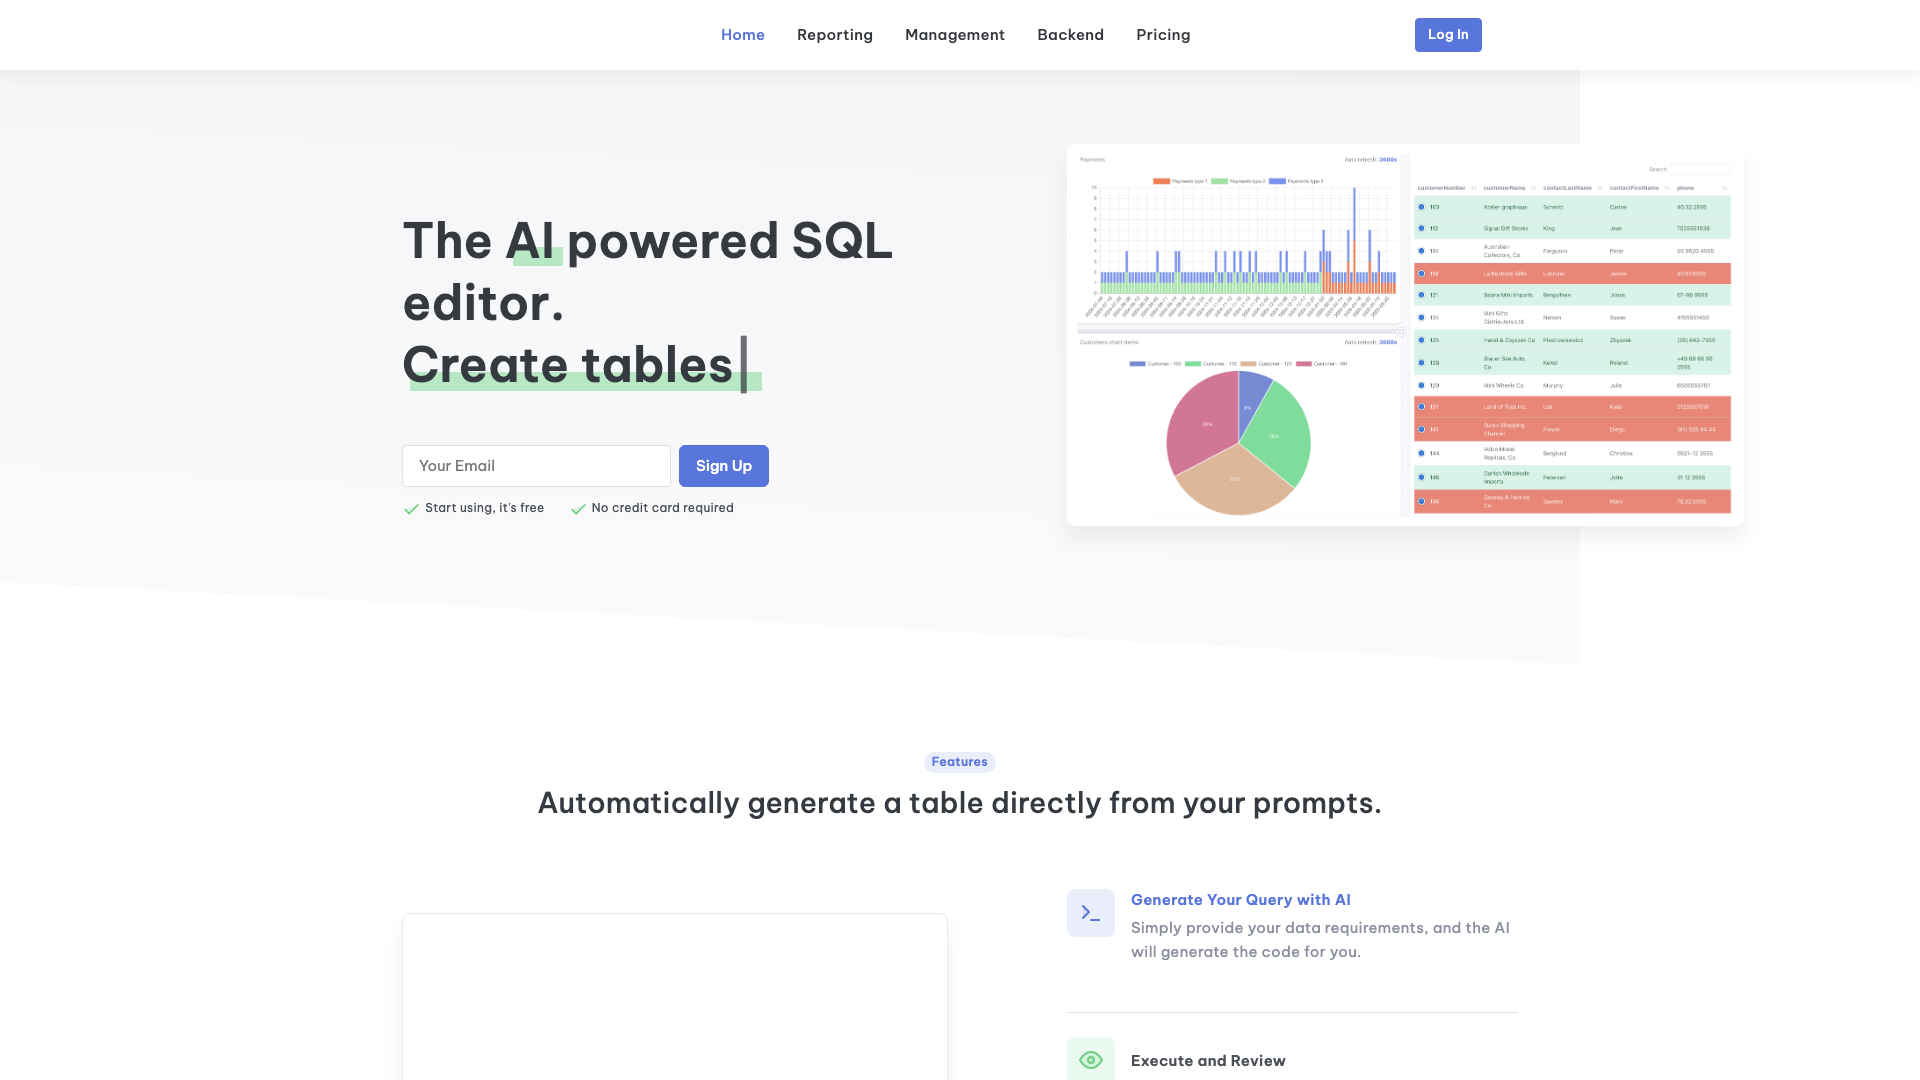 Home Reporting Management Backend Pricing Log In
The AI powered SQL
editor.
Create tables
Your Email Sign Up
Start using, it's free No credit card required
Payments Auto refresh: 3600s
Payments type 1 Payments type 2 Payments type 3
Customers chart demo Auto refresh: 3600s
Customer - 103 Customer - 112 Customer - 121 Customer - 161
Search:
customerNumber customerName contactLastName contactFirstName phone
103 Atelier graphique Schmitt Carine 40.32.2555
112 Signal Gift Stores King Jean 7025551838
114 Australian Collectors, Co. Ferguson Peter 03 9520 4555
119 La Rochelle Gifts Labrune Janine 40.67.8555
121 Baane Mini Imports Bergulfsen Jonas 07-98 9555
124 Mini Gifts Distributors Ltd. Nelson Susan 4155551450
125 Havel & Zbyszek Co Piestrzeniewicz Zbyszek (26) 642-7555
128 Blauer See Auto, Co. Keitel Roland +49 69 66 90 2555
129 Mini Wheels Co. Murphy Julie 6505555787
131 Land of Toys Inc. Lee Kwai 2125557818
141 Euro+ Shopping Channel Freyre Diego (91) 555 94 44
144 Volvo Model Replicas, Co Berglund Christina 0921-12 3555
145 Danish Wholesale Imports Petersen Jytte 31 12 3555
146 Saveley & Henriot, Co. Saveley Mary 78.32.5555
Features
Automatically generate a table directly from your prompts.
Generate Your Query with AI
Simply provide your data requirements, and the AI
will generate the code for you.
Execute and Review